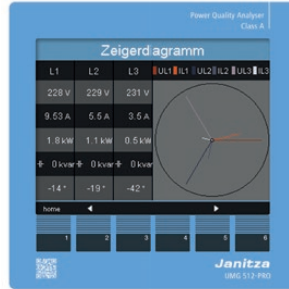 Power Quality Analyser
Class A
Zeigerdiagramm
L1 L2 L3 UL1 IL1 UL2 IL2 UL3 IL3
228 V 229 V 231 V
9.53 A 5.5 A 3.5 A
1.8 kW 1.1 kW 0.5 kW
0 kvar 0 kvar 0 kvar
-14 ° -19 ° -42 °
home
1 2 3 4 5 6
Janitza
UMG 512-PRO